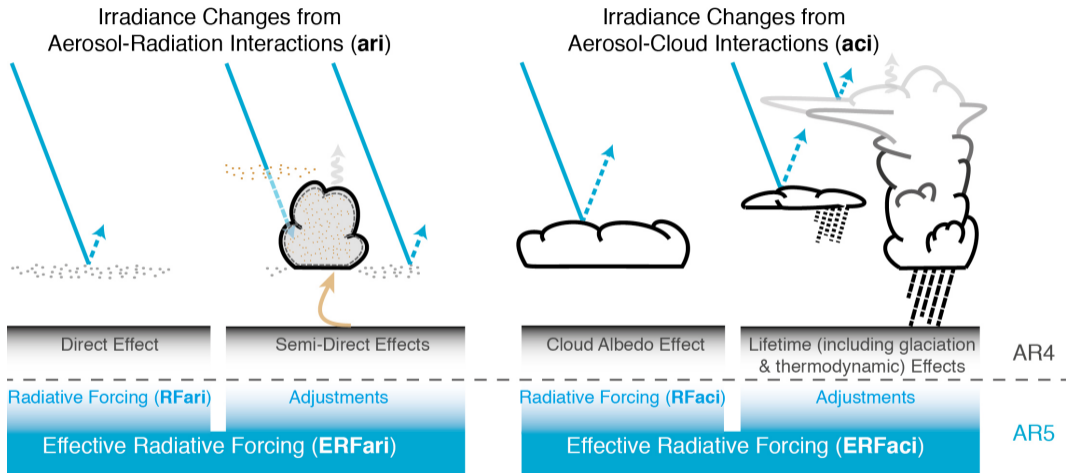 Irradiance Changes from
Aerosol-Radiation Interactions (ari)
Irradiance Changes from
Aerosol-Cloud Interactions (aci)
Direct Effect
Semi-Direct Effects
Cloud Albedo Effect
Lifetime (including glaciation
& thermodynamic) Effects
AR4
Radiative Forcing (RFari)
Adjustments
Radiative Forcing (RFaci)
Adjustments
AR5
Effective Radiative Forcing (ERFari)
Effective Radiative Forcing (ERFaci)